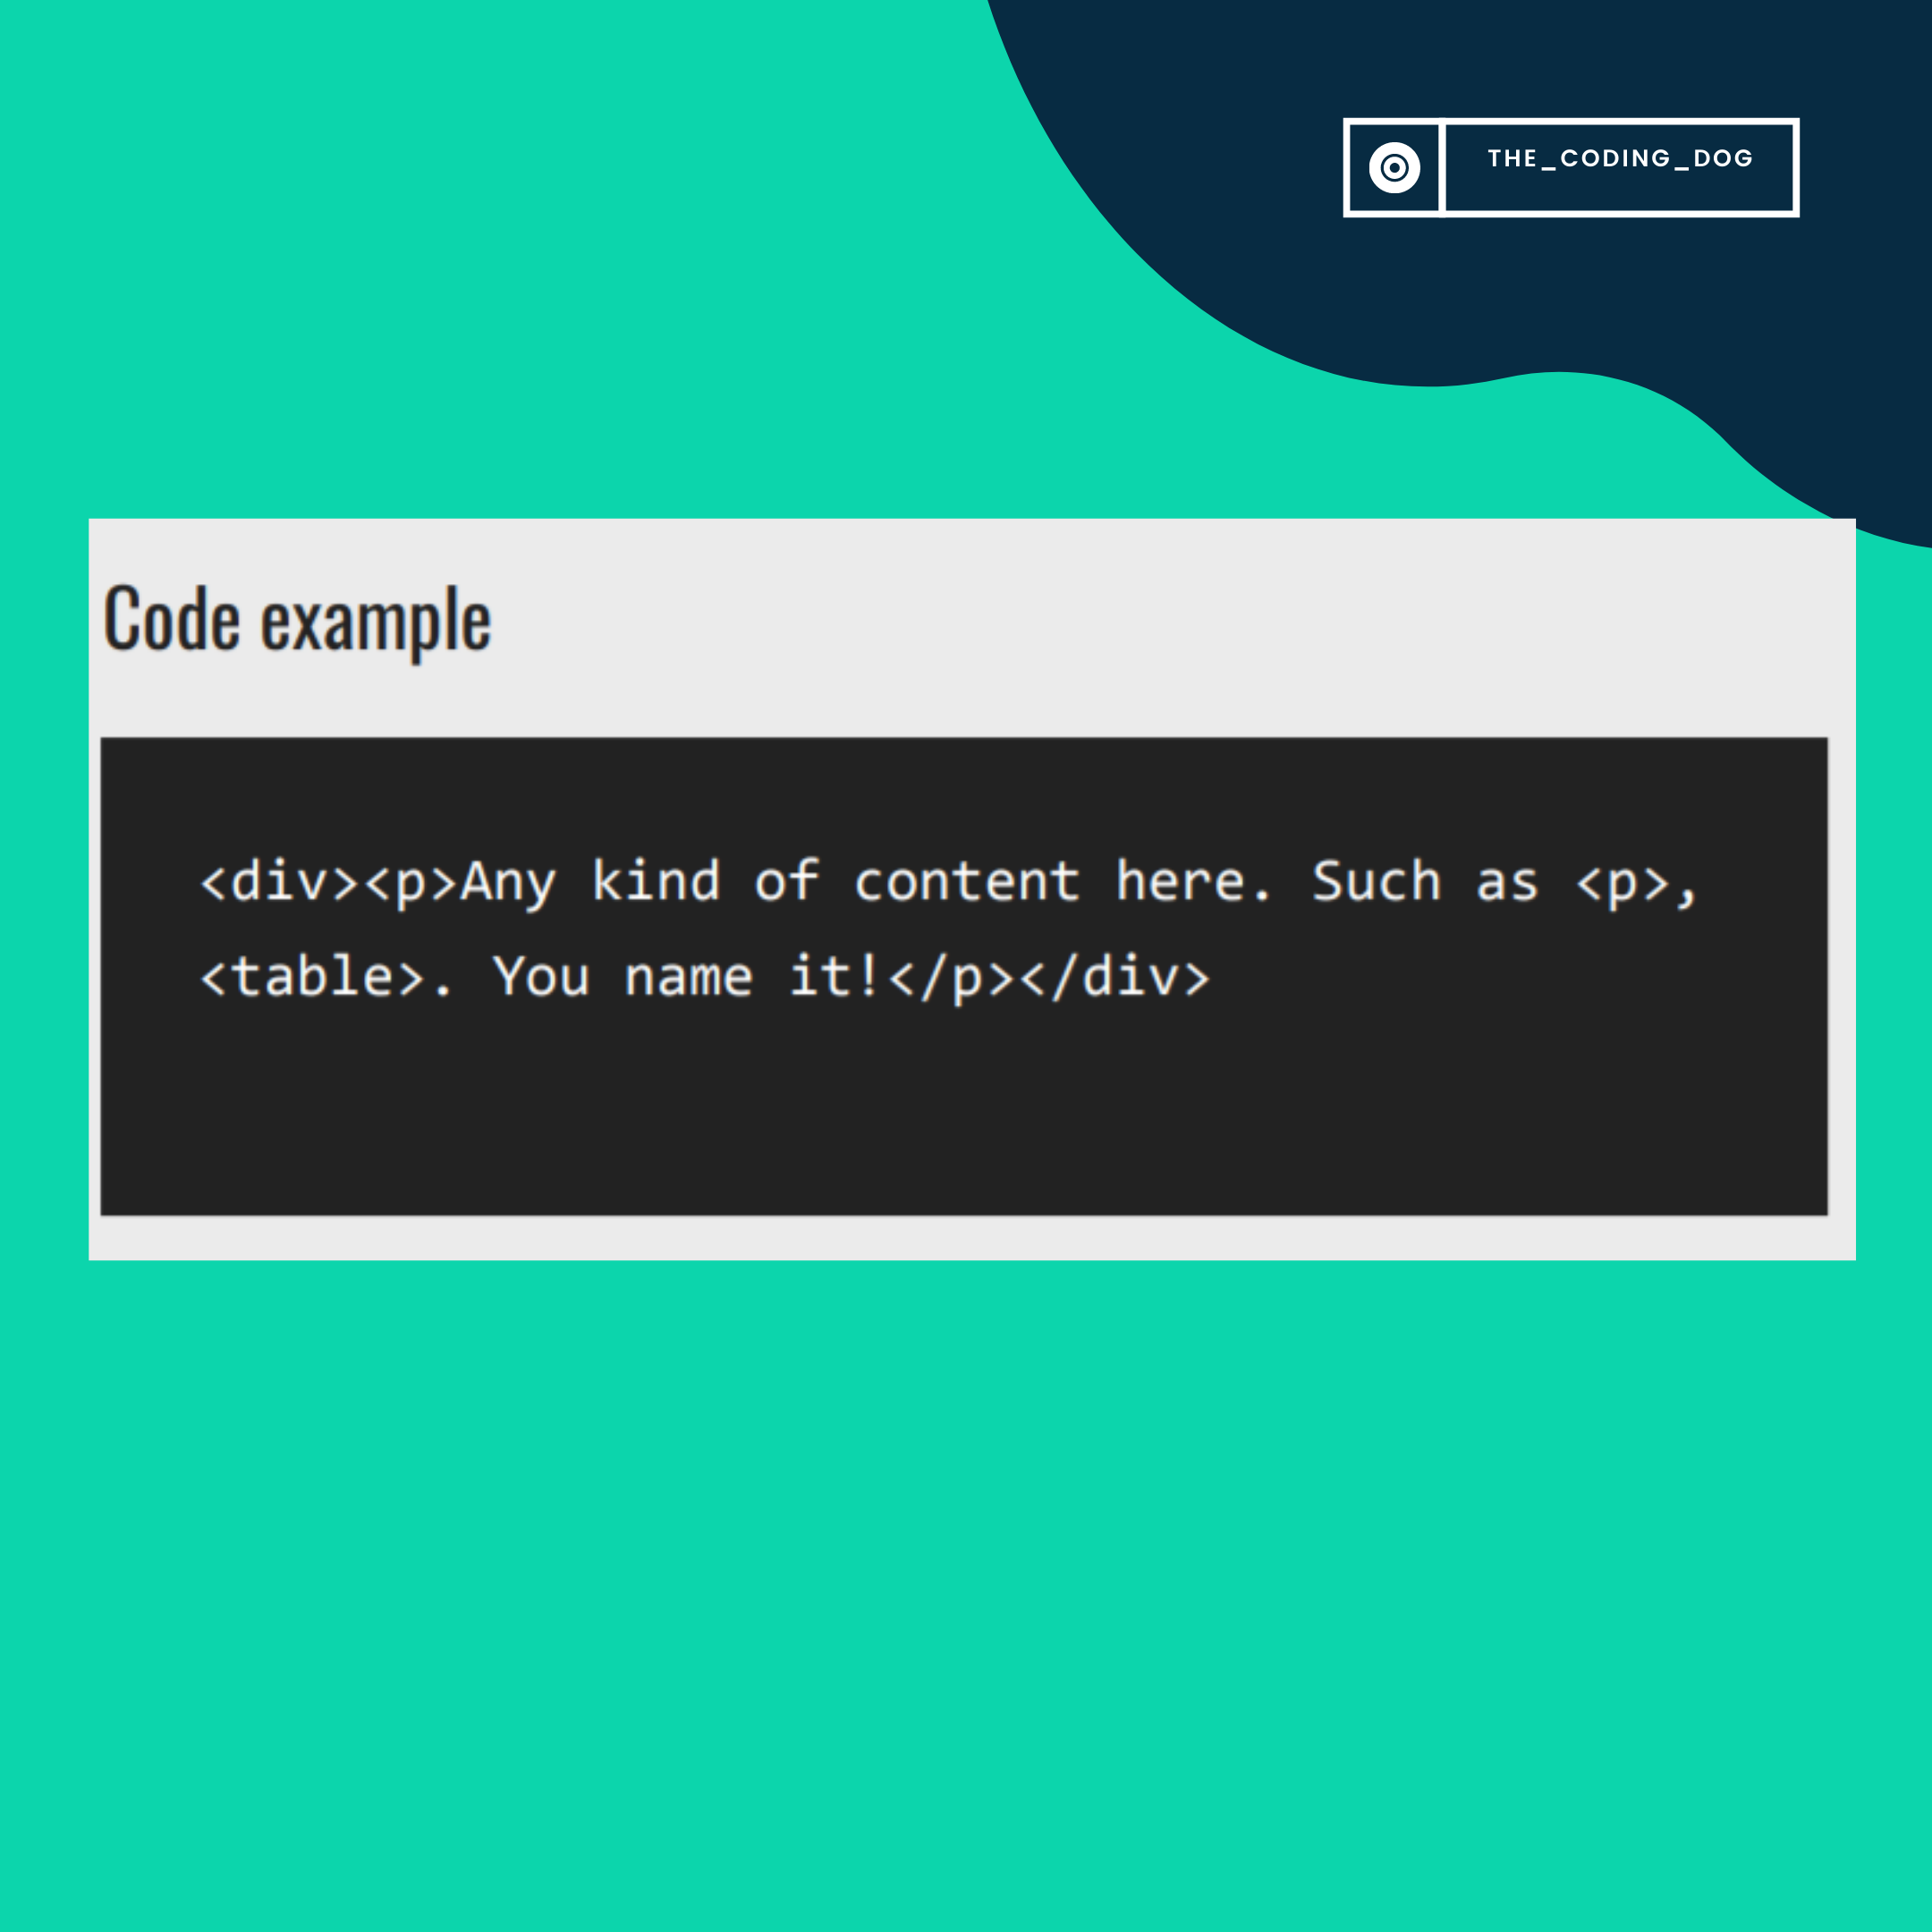 THE_CODING_DOG
Code example
<div><p>Any kind of content here. Such as <p>,
<table>. You name it!</p></div>